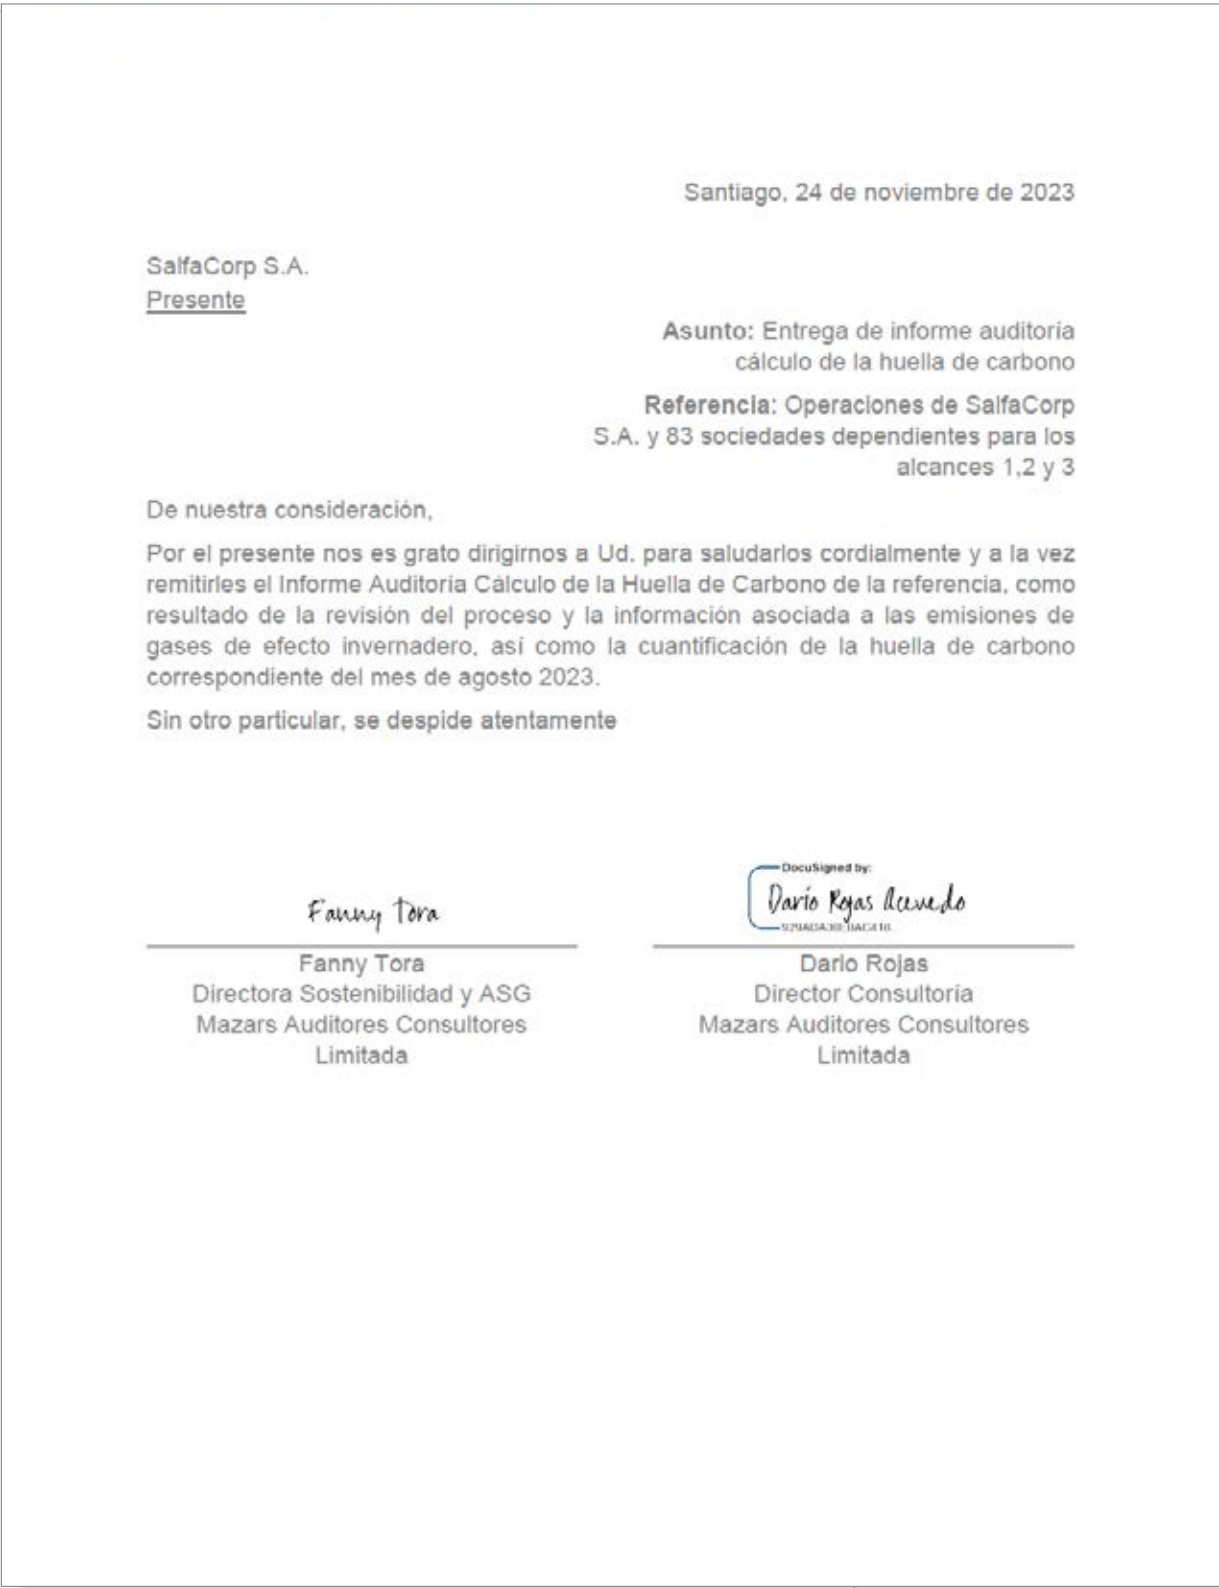 Santiago, 24 de noviembre de 2023
SalfaCorp S.A.
Presente
Asunto: Entrega de informe auditoría
cálculo de la huella de carbono
Referencia: Operaciones de SalfaCorp
S.A. y 83 sociedades dependientes para los
alcances 1,2 y 3
De nuestra consideración,
Por el presente nos es grato dirigirnos a Ud. para saludarlos cordialmente y a la vez
remitirles el Informe Auditoría Cálculo de la Huella de Carbono de la referencia, como
resultado de la revisión del proceso y la información asociada a las emisiones de
gases de efecto invernadero, así como la cuantificación de la huella de carbono
correspondiente del mes de agosto 2023.
Sin otro particular, se despide atentamente
Fanny Tora
Fanny Tora
Directora Sostenibilidad y ASG
Mazars Auditores Consultores
Limitada
DocuSigned by:
Darío Rojas Acevedo
Dario Rojas
Director Consultoría
Mazars Auditores Consultores
Limitada